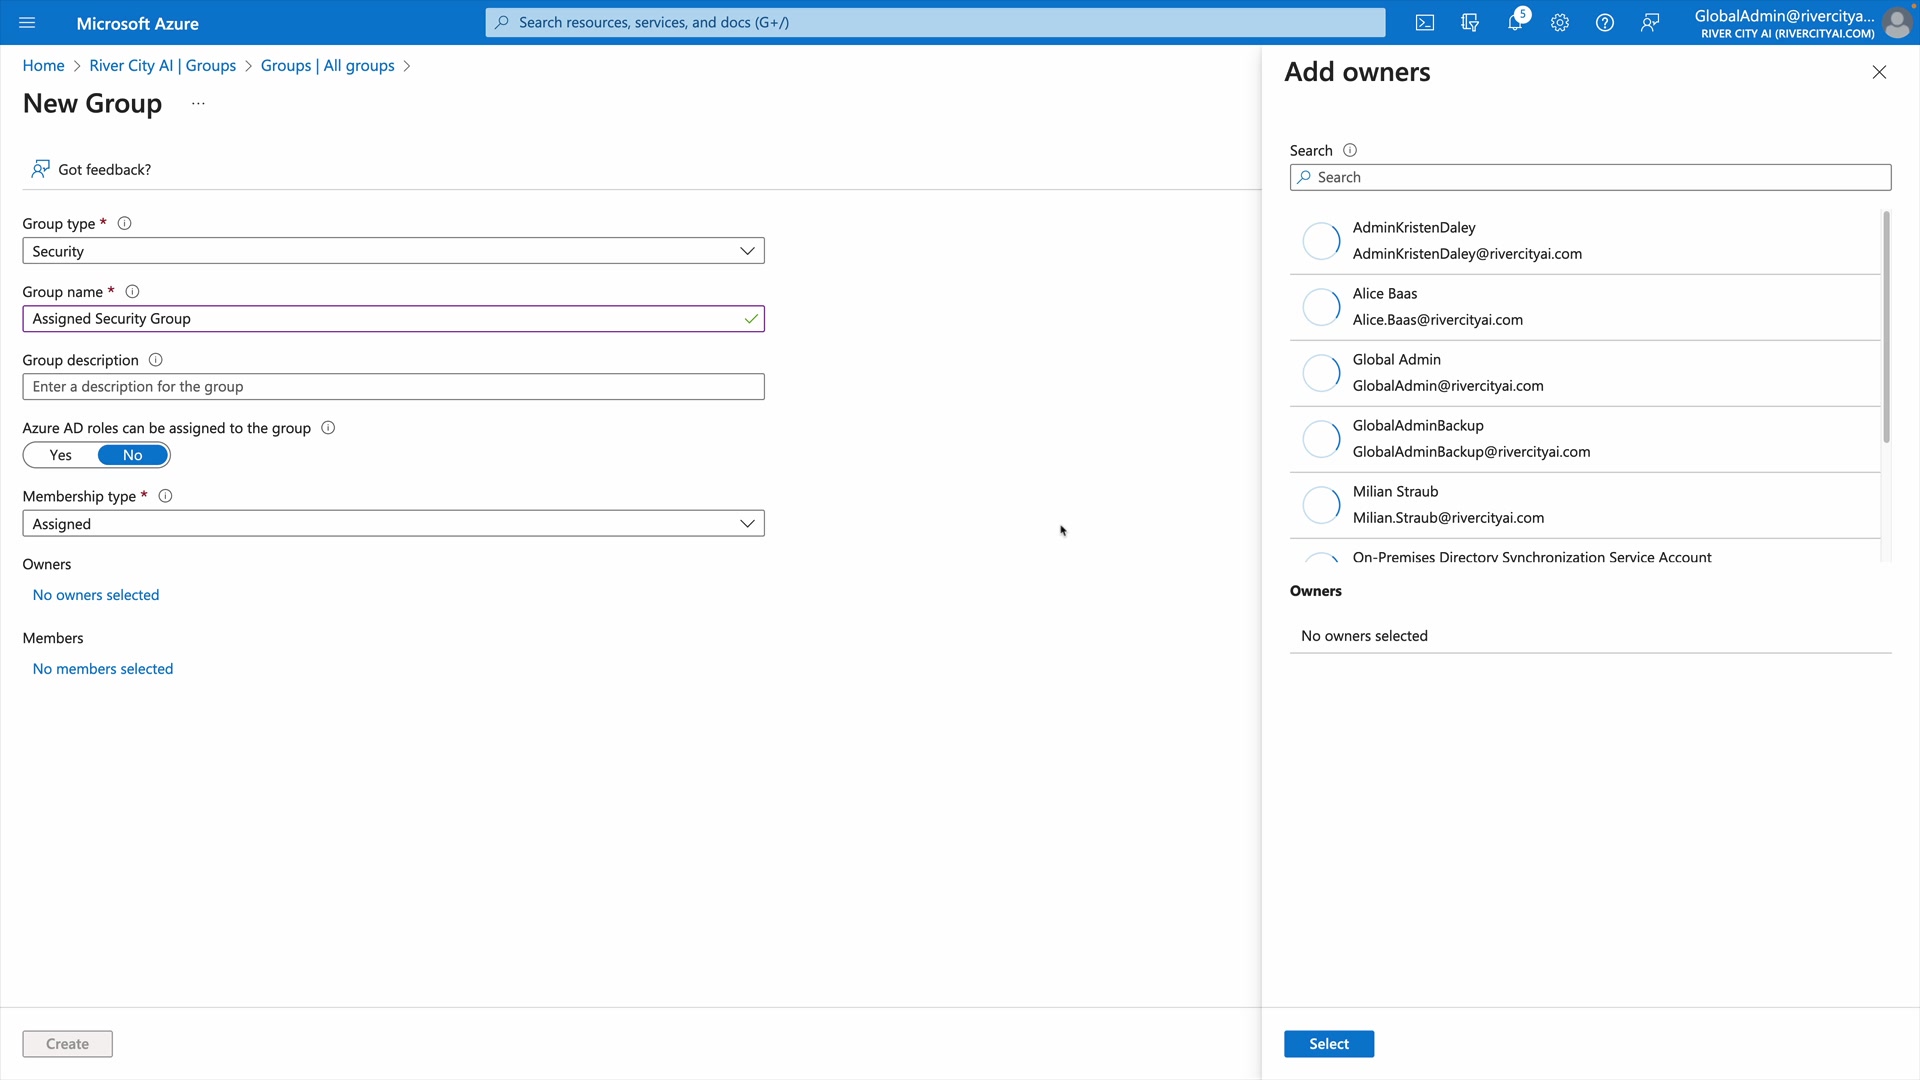 Microsoft Azure
Search resources, services, and docs (G+/)
5
GlobalAdmin@rivercitya...
RIVER CITY AI (RIVERCITYAI.COM)
Home > River City AI | Groups > Groups | All groups >
New Group ...
Got feedback?
Group type *
Security
Group name *
Assigned Security Group
Group description
Enter a description for the group
Azure AD roles can be assigned to the group
Yes No
Membership type *
Assigned
Owners
No owners selected
Members
No members selected
Create
Add owners
Search
Search
AdminKristenDaley
AdminKristenDaley@rivercityai.com
Alice Baas
Alice.Baas@rivercityai.com
Global Admin
GlobalAdmin@rivercityai.com
GlobalAdminBackup
GlobalAdminBackup@rivercityai.com
Milian Straub
Milian.Straub@rivercityai.com
On-Premises Directory Synchronization Service Account
Owners
No owners selected
Select